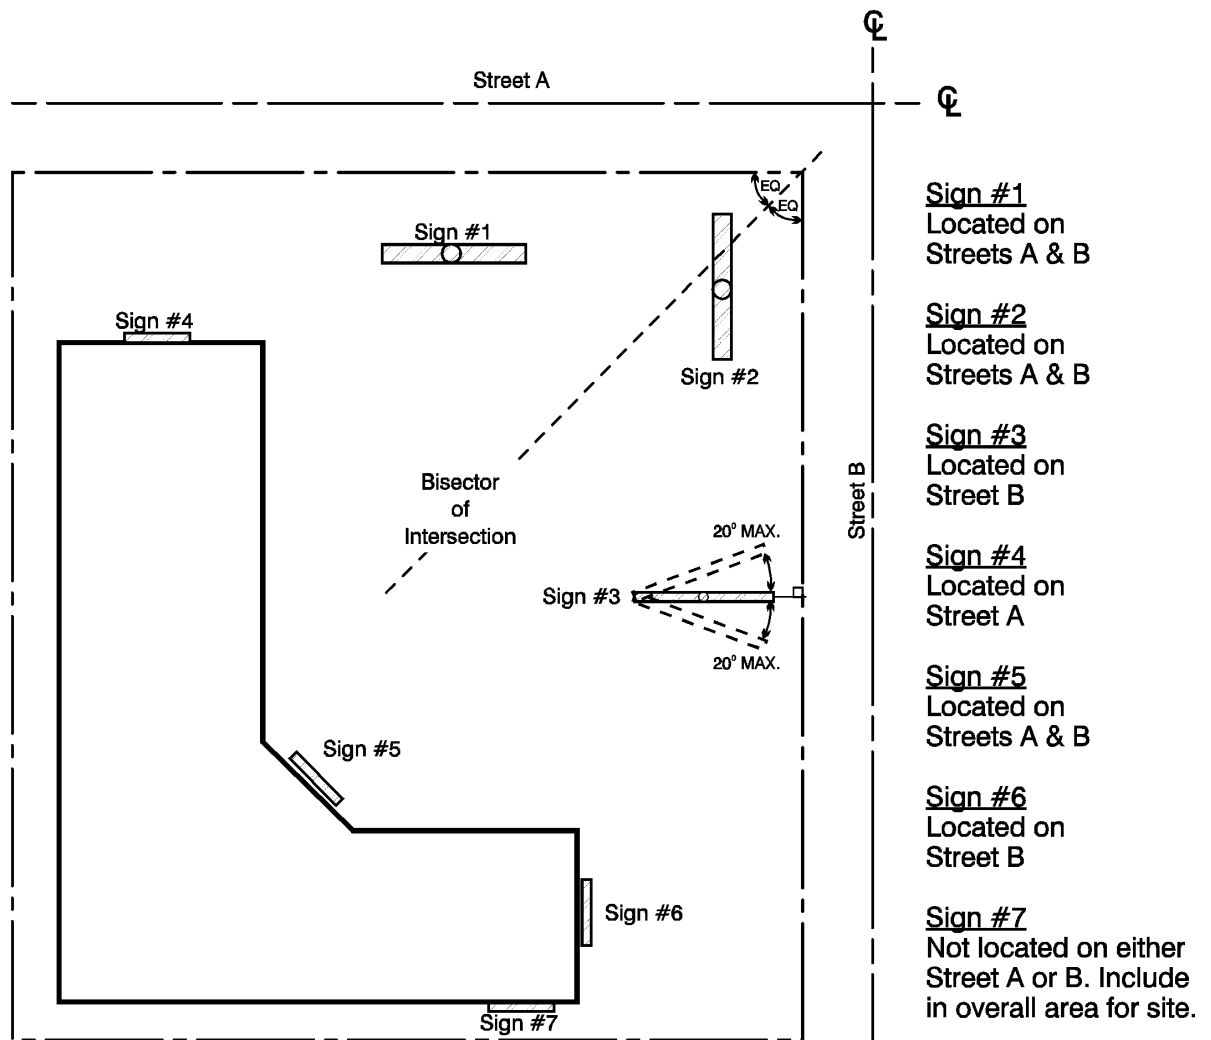 ℄
Street A
℄
EQ
EQ
Sign #1
Sign #4
Sign #2
Bisector
of
Intersection
Street B
20° MAX.
Sign #3
20° MAX.
Sign #5
Sign #6
Sign #7
Sign #1
Located on
Streets A & B
Sign #2
Located on
Streets A & B
Sign #3
Located on
Street B
Sign #4
Located on
Street A
Sign #5
Located on
Streets A & B
Sign #6
Located on
Street B
Sign #7
Not located on either
Street A or B. Include
in overall area for site.